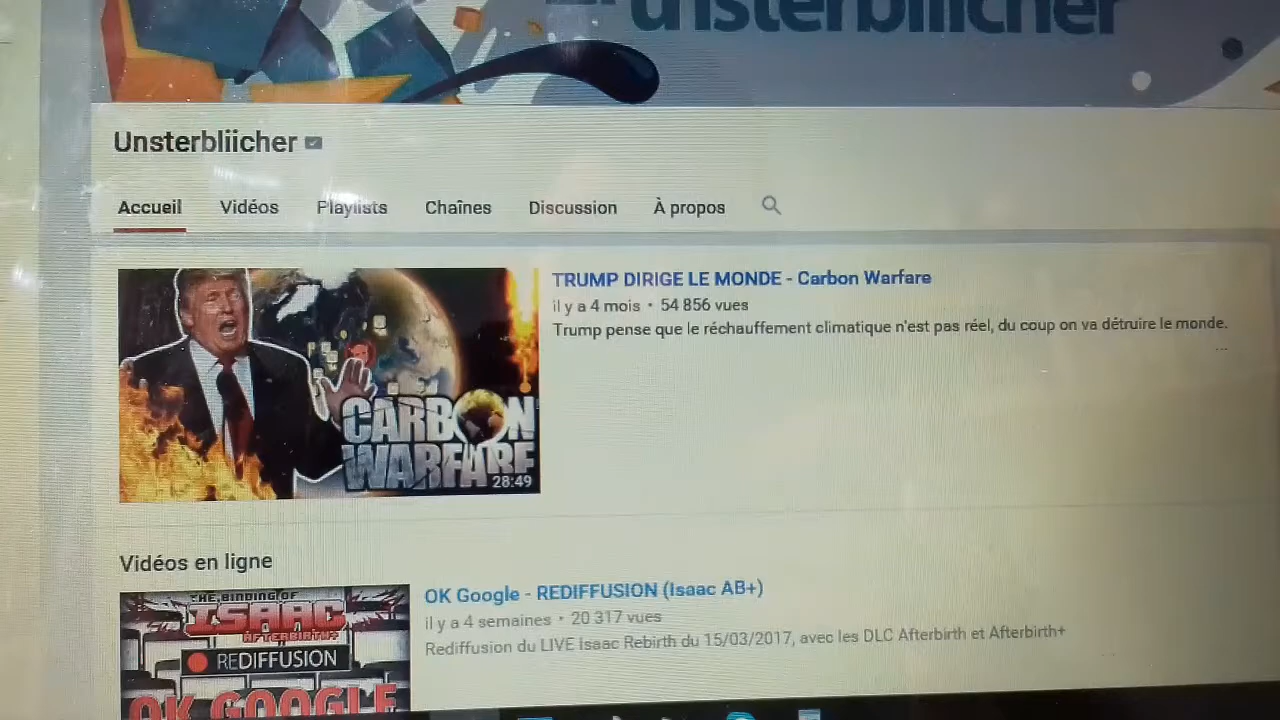 unsterbliicher
Unsterbliicher
Accueil Vidéos Playlists Chaînes Discussion À propos
TRUMP DIRIGE LE MONDE - Carbon Warfare
il y a 4 mois • 54 856 vues
Trump pense que le réchauffement climatique n'est pas réel, du coup on va détruire le monde.
...
CARBON
WARFARE
28:49
Vidéos en ligne
THE BINDING OF
ISAAC
AFTERBIRTH+
REDIFFUSION
OK GOOGLE
OK Google - REDIFFUSION (Isaac AB+)
il y a 4 semaines • 20 317 vues
Rediffusion du LIVE Isaac Rebirth du 15/03/2017, avec les DLC Afterbirth et Afterbirth+